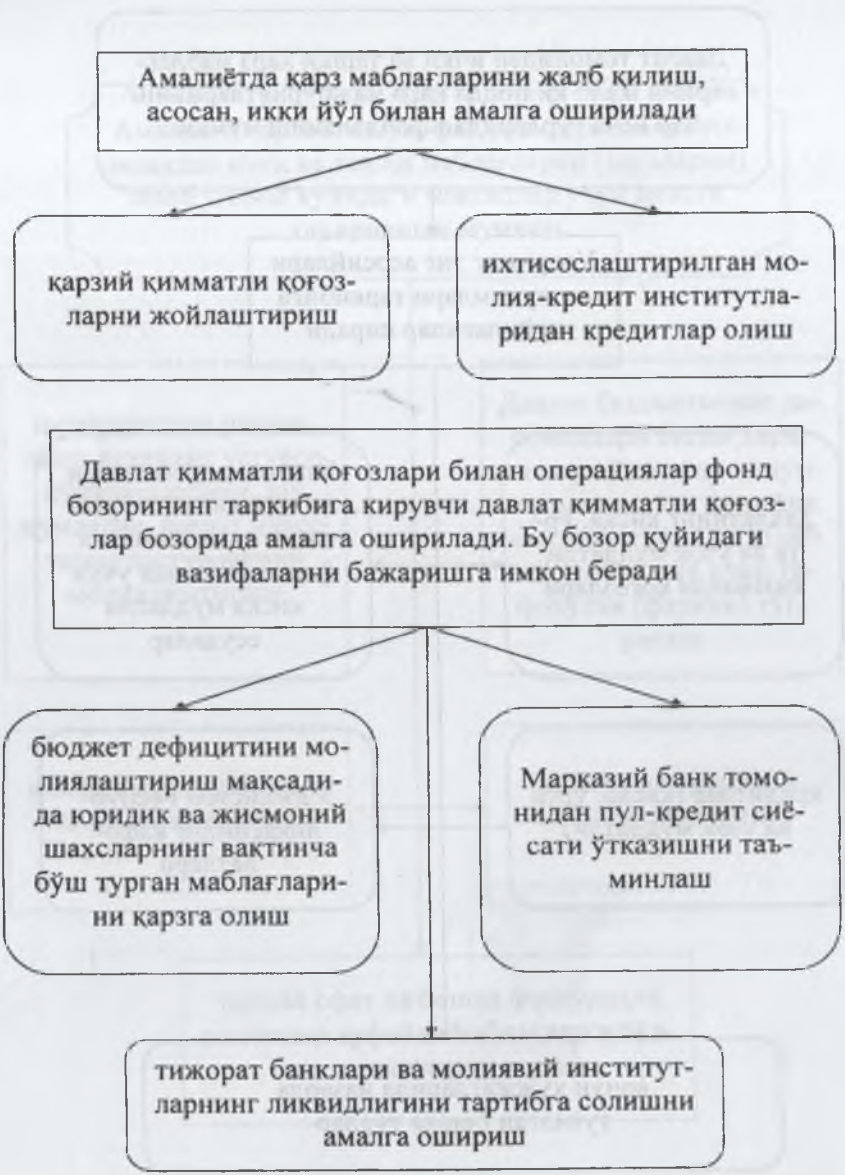 Амалиётда қарз маблағларини жалб қилиш,
асосан, икки йўл билан амалга оширилади
қарзий қимматли қоғоз-
ларни жойлаштириш
ихтисослаштирилган мо-
лия-кредит институтла-
ридан кредитлар олиш
Давлат қимматли қоғозлари билан операциялар фонд
бозорининг таркибига кирувчи давлат қимматли қоғоз-
лар бозорида амалга оширилади. Бу бозор қуйидаги
вазифаларни бажаришга имкон беради
бюджет дефицитини мо-
лиялаштириш мақсади-
да юридик ва жисмоний
шахсларнинг вақтинча
бўш турган маблағлари-
ни қарзга олиш
Марказий банк томо-
нидан пул-кредит сиё-
сати ўтказишни таъ-
минлаш
тижорат банклари ва молиявий институт-
ларнинг ликвидлигини тартибга солишни
амалга ошириш